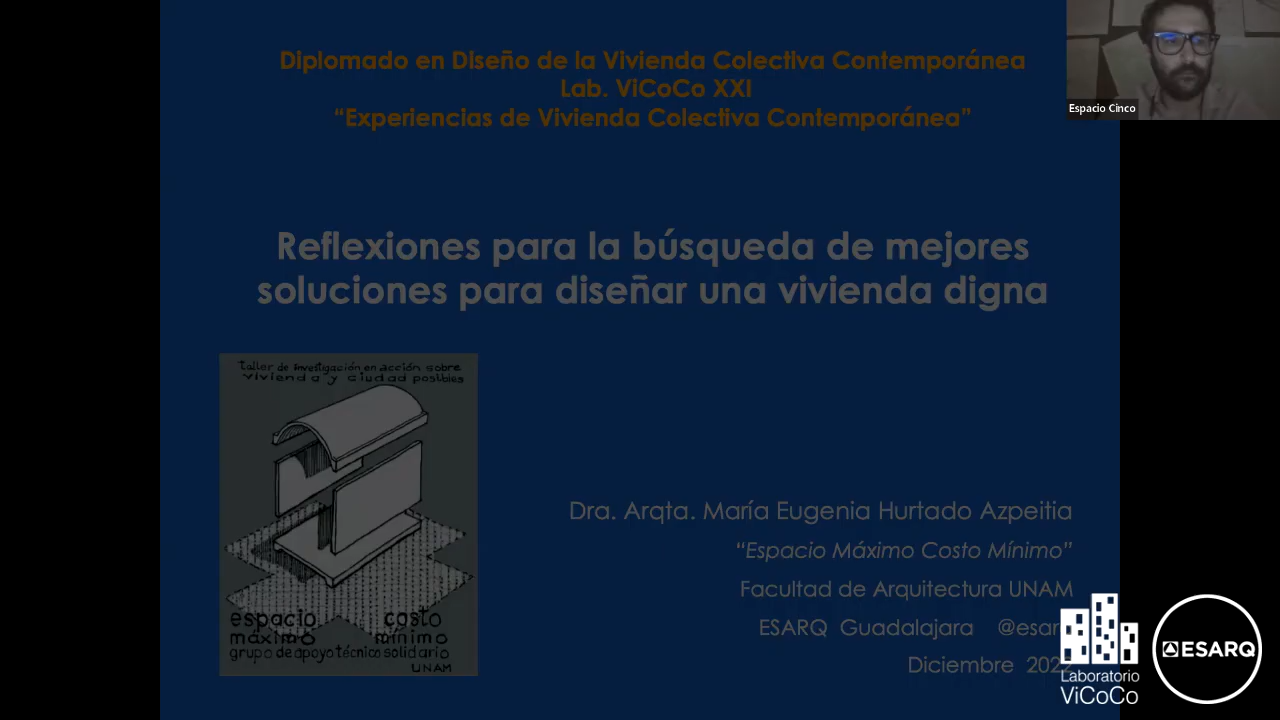 Diplomado en Diseño de la Vivienda Colectiva Contemporánea
Lab. ViCoCo XXI
“Experiencias de Vivienda Colectiva Contemporánea”
Espacio Cinco
Reflexiones para la búsqueda de mejores
soluciones para diseñar una vivienda digna
taller de investigación en acción sobre
vivienda y ciudad posibles
espacio costo
máximo mínimo
grupo de apoyo técnico solidario
UNAM
Dra. Arqta. María Eugenia Hurtado Azpeitia
“Espacio Máximo Costo Mínimo”
Facultad de Arquitectura UNAM
ESARQ Guadalajara
Diciembre 2022
Laboratorio
ViCoCo
ESARQ